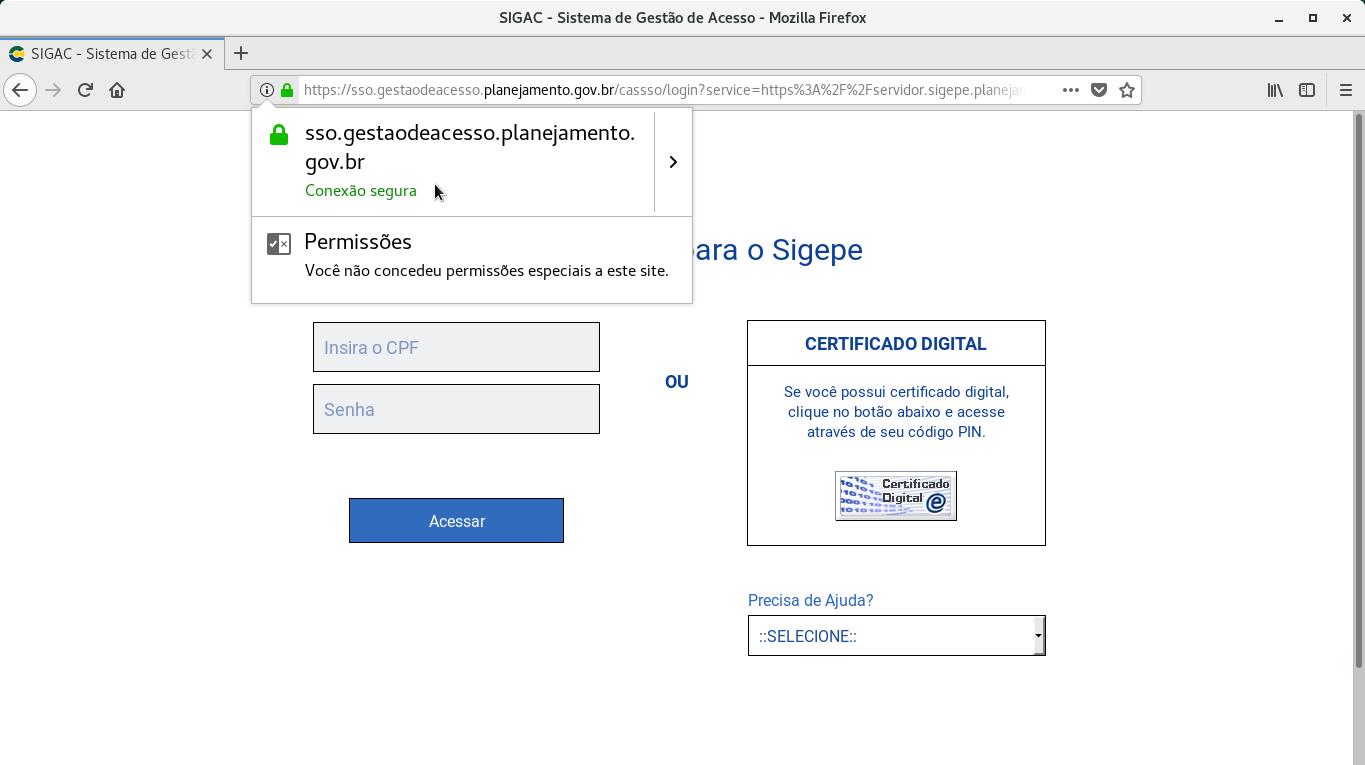 SIGAC - Sistema de Gestão de Acesso - Mozilla Firefox
SIGAC - Sistema de Gestã
https://sso.gestaodeacesso.planejamento.gov.br/cassso/login?service=https%3A%2F%2Fservidor.sigepe.planejam
sso.gestaodeacesso.planejamento.
gov.br
Conexão segura
Permissões
Você não concedeu permissões especiais a este site.
para o Sigepe
Insira o CPF
Senha
Acessar
OU
CERTIFICADO DIGITAL
Se você possui certificado digital,
clique no botão abaixo e acesse
através de seu código PIN.
Certificado
Digital
Precisa de Ajuda?
::SELECIONE::